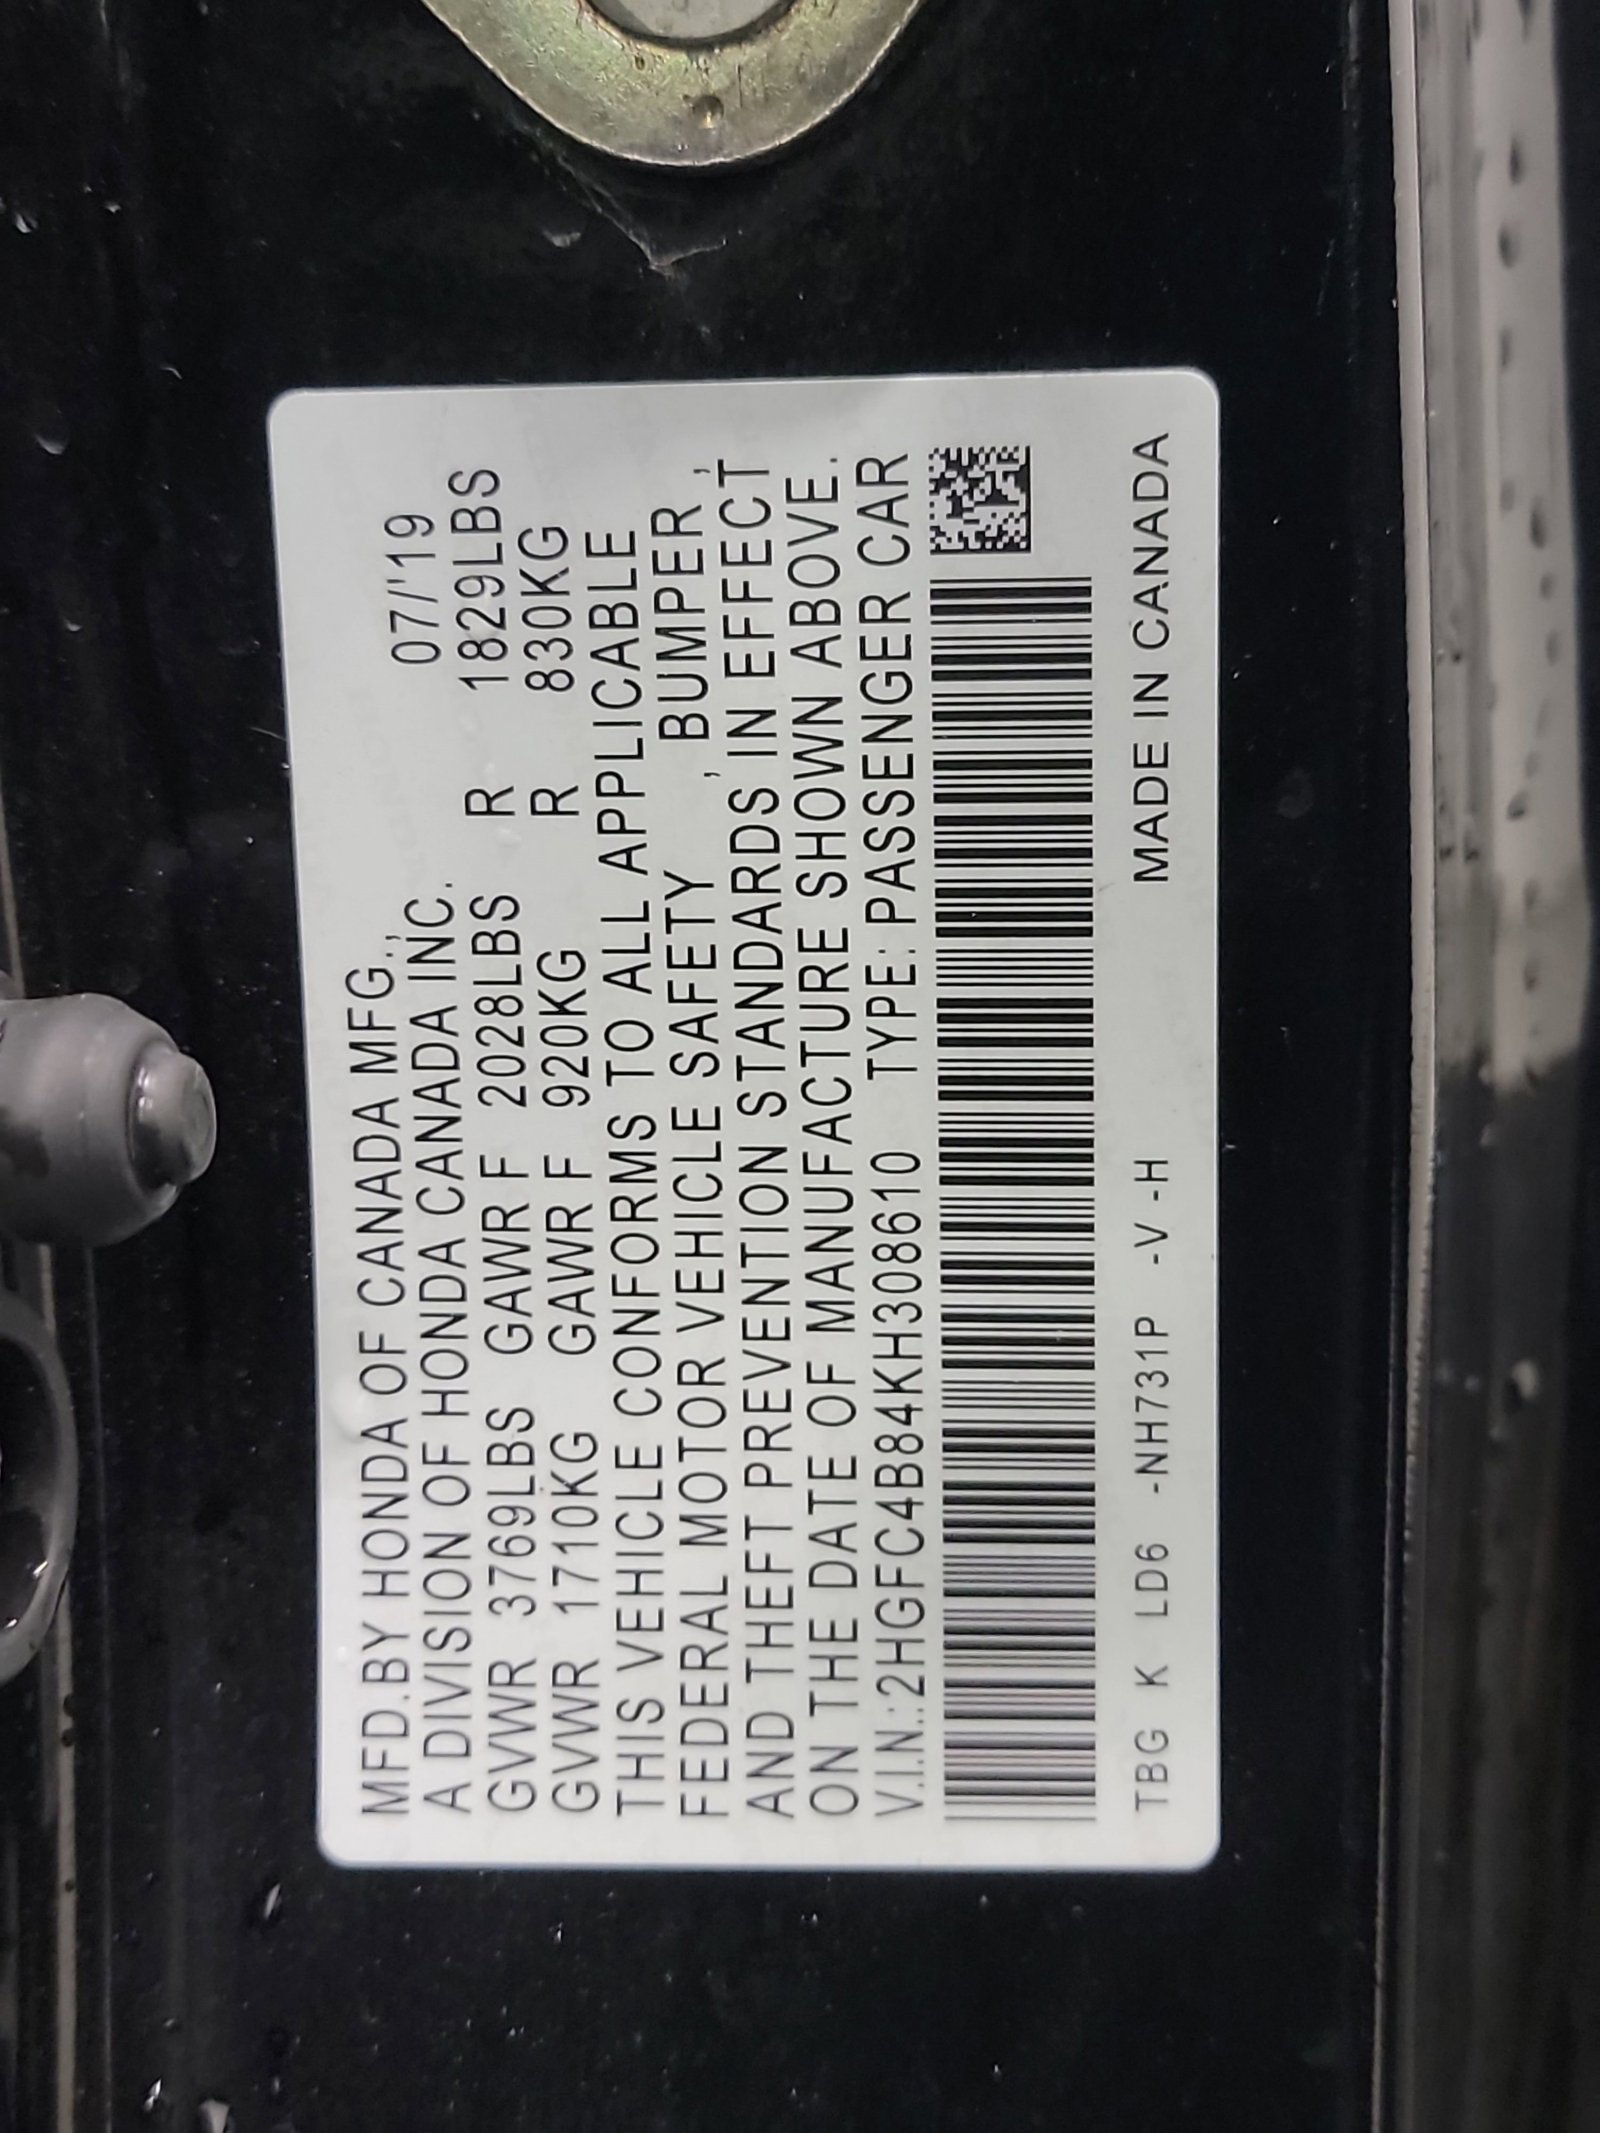 MFD.BY HONDA OF CANADA MFG.,
A DIVISION OF HONDA CANADA INC. 07/'19
GVWR 3769LBS GAWR F 2028LBS R 1829LBS
GVWR 1710KG GAWR F 920KG R 830KG
THIS VEHICLE CONFORMS TO ALL APPLICABLE
FEDERAL MOTOR VEHICLE SAFETY , BUMPER ,
AND THEFT PREVENTION STANDARDS IN EFFECT
ON THE DATE OF MANUFACTURE SHOWN ABOVE.
V.I.N.:2HGFC4B84KH308610 TYPE:PASSENGER CAR
TBG K LD6 -NH731P -V -H MADE IN CANADA